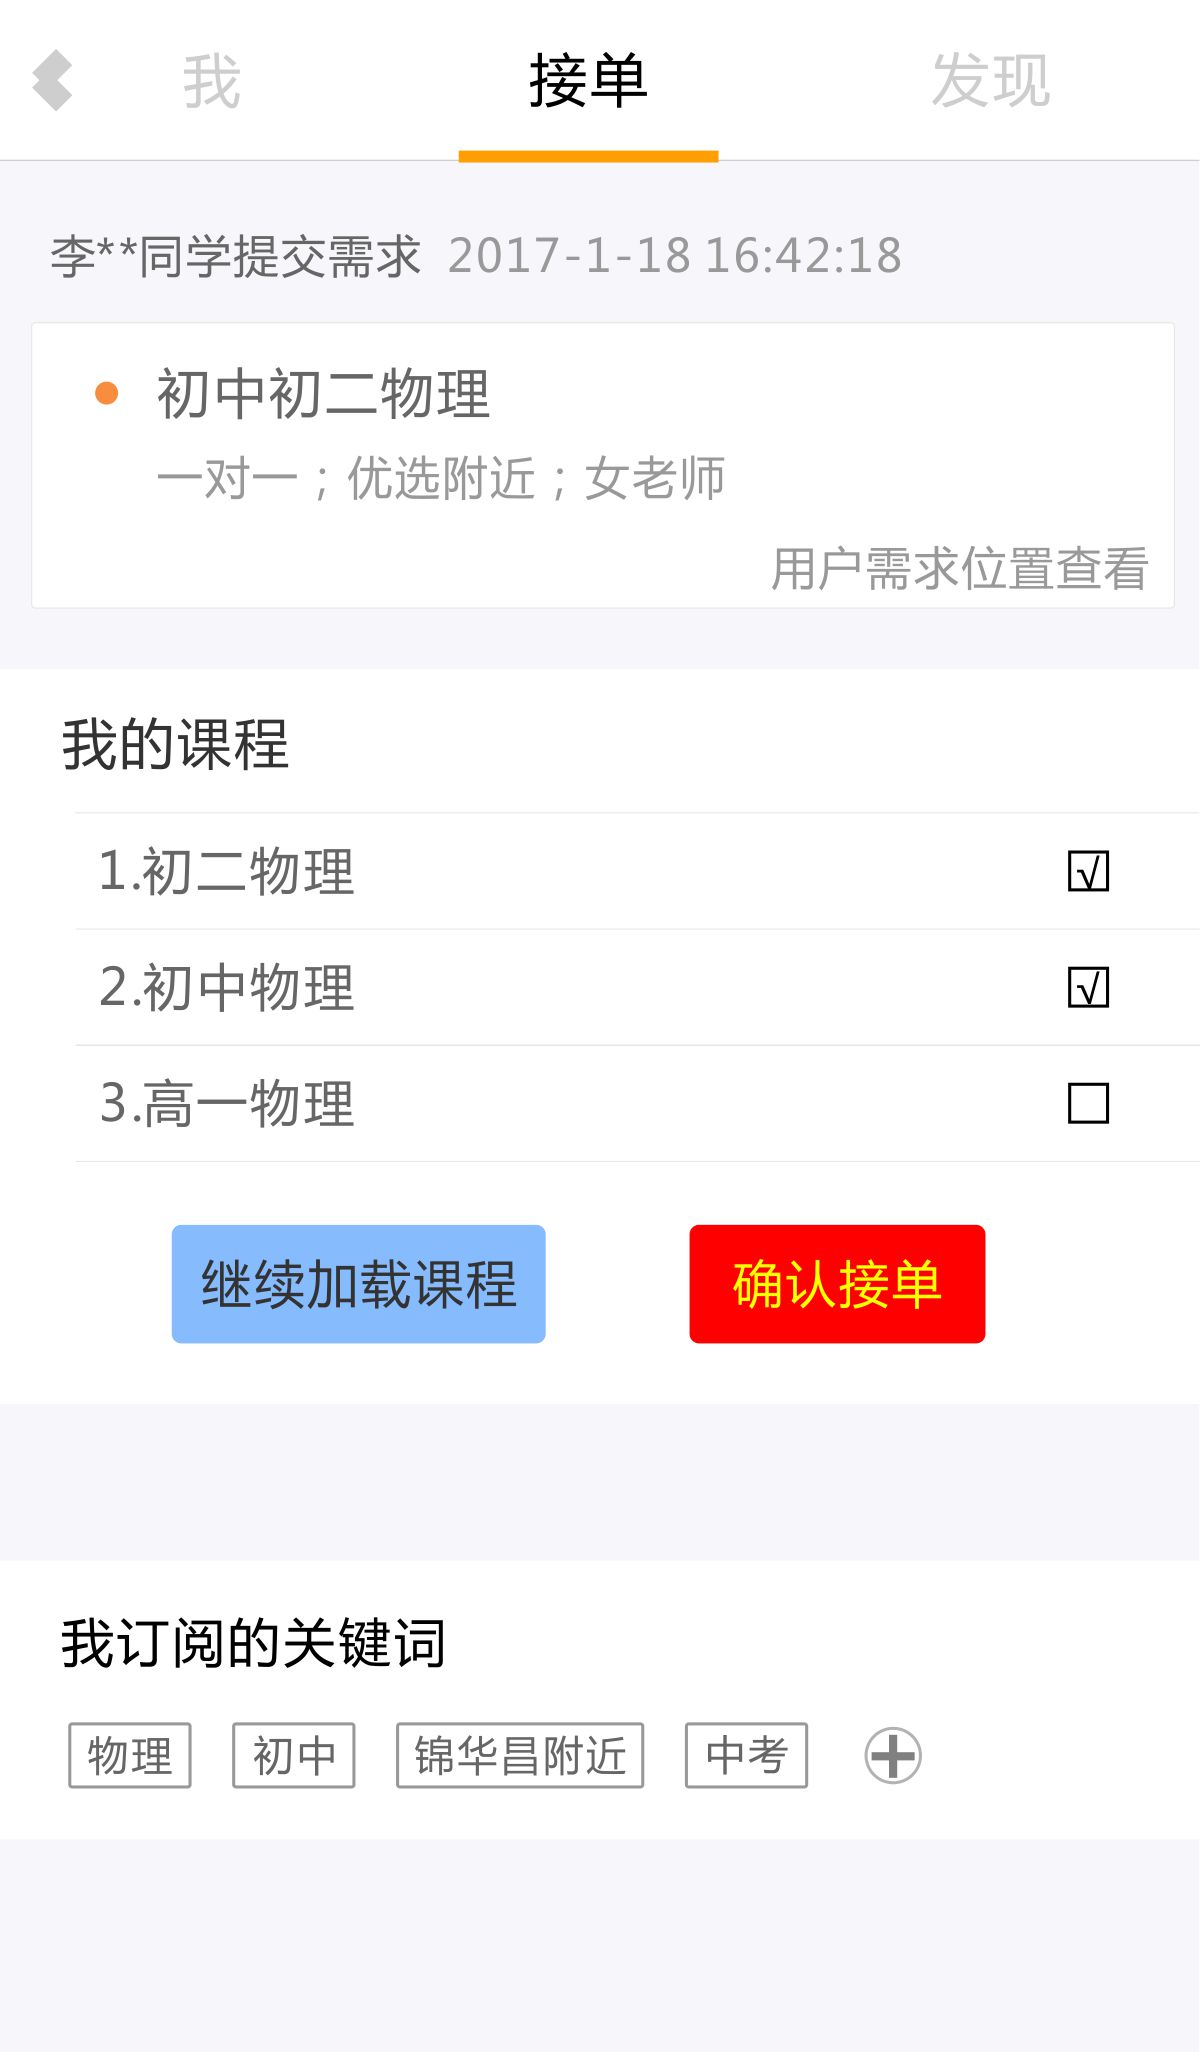 我 接单 发现
李**同学提交需求 2017-1-18 16:42:18
初中初二物理
一对一；优选附近；女老师
用户需求位置查看
我的课程
1.初二物理 √
2.初中物理 √
3.高一物理
继续加载课程 确认接单
我订阅的关键词
物理 初中 锦华昌附近 中考